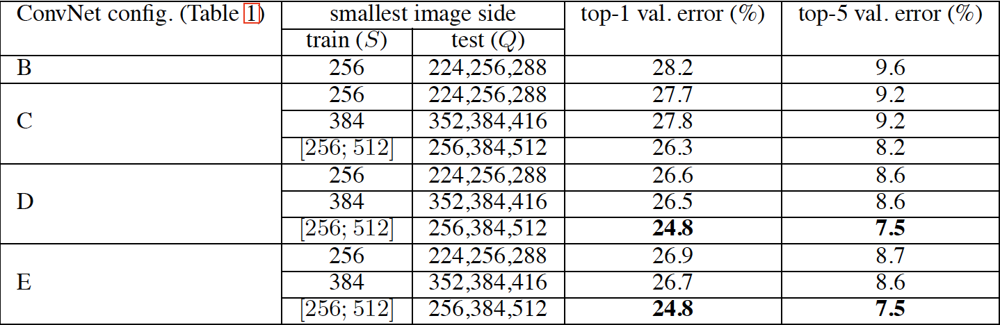 ConvNet config. (Table 1) smallest image side top-1 val. error (%) top-5 val. error (%)
train (S) test (Q)
B 256 224,256,288 28.2 9.6
256 224,256,288 27.7 9.2
C 384 352,384,416 27.8 9.2
[256; 512] 256,384,512 26.3 8.2
256 224,256,288 26.6 8.6
D 384 352,384,416 26.5 8.6
[256; 512] 256,384,512 24.8 7.5
256 224,256,288 26.9 8.7
E 384 352,384,416 26.7 8.6
[256; 512] 256,384,512 24.8 7.5